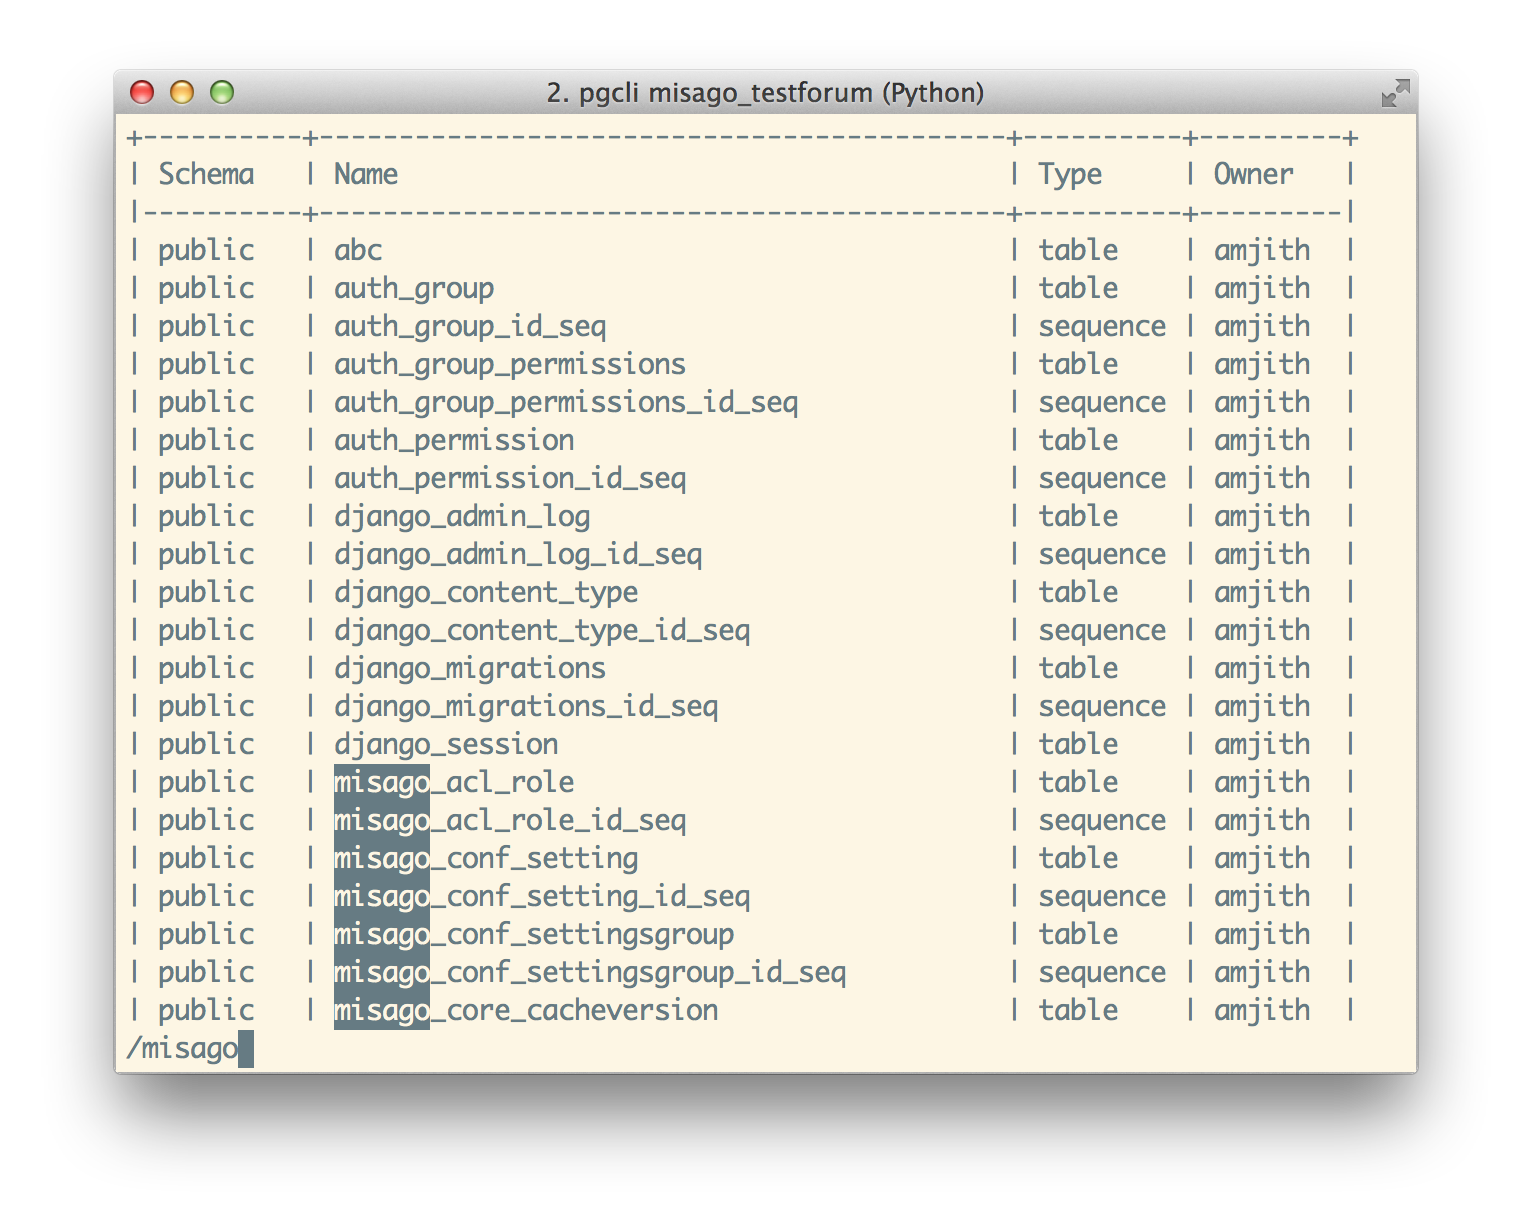 2. pgcli misago_testforum (Python)
+----------+-------------------------------------------+----------+---------+
| Schema   | Name                                      | Type     | Owner   |
|----------+-------------------------------------------+----------+---------|
| public   | abc                                       | table    | amjith  |
| public   | auth_group                                | table    | amjith  |
| public   | auth_group_id_seq                         | sequence | amjith  |
| public   | auth_group_permissions                    | table    | amjith  |
| public   | auth_group_permissions_id_seq             | sequence | amjith  |
| public   | auth_permission                           | table    | amjith  |
| public   | auth_permission_id_seq                    | sequence | amjith  |
| public   | django_admin_log                          | table    | amjith  |
| public   | django_admin_log_id_seq                   | sequence | amjith  |
| public   | django_content_type                       | table    | amjith  |
| public   | django_content_type_id_seq                | sequence | amjith  |
| public   | django_migrations                         | table    | amjith  |
| public   | django_migrations_id_seq                  | sequence | amjith  |
| public   | django_session                            | table    | amjith  |
| public   | misago_acl_role                           | table    | amjith  |
| public   | misago_acl_role_id_seq                    | sequence | amjith  |
| public   | misago_conf_setting                       | table    | amjith  |
| public   | misago_conf_setting_id_seq                | sequence | amjith  |
| public   | misago_conf_settingsgroup                 | table    | amjith  |
| public   | misago_conf_settingsgroup_id_seq          | sequence | amjith  |
| public   | misago_core_cacheversion                  | table    | amjith  |
/misago